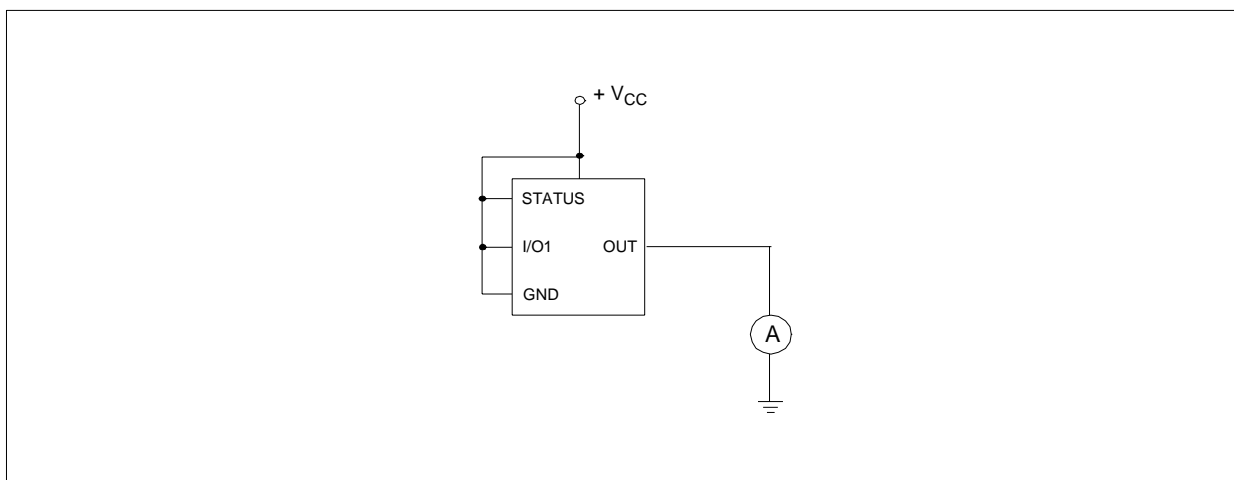 + VCC
STATUS
I/O1 OUT
GND
A